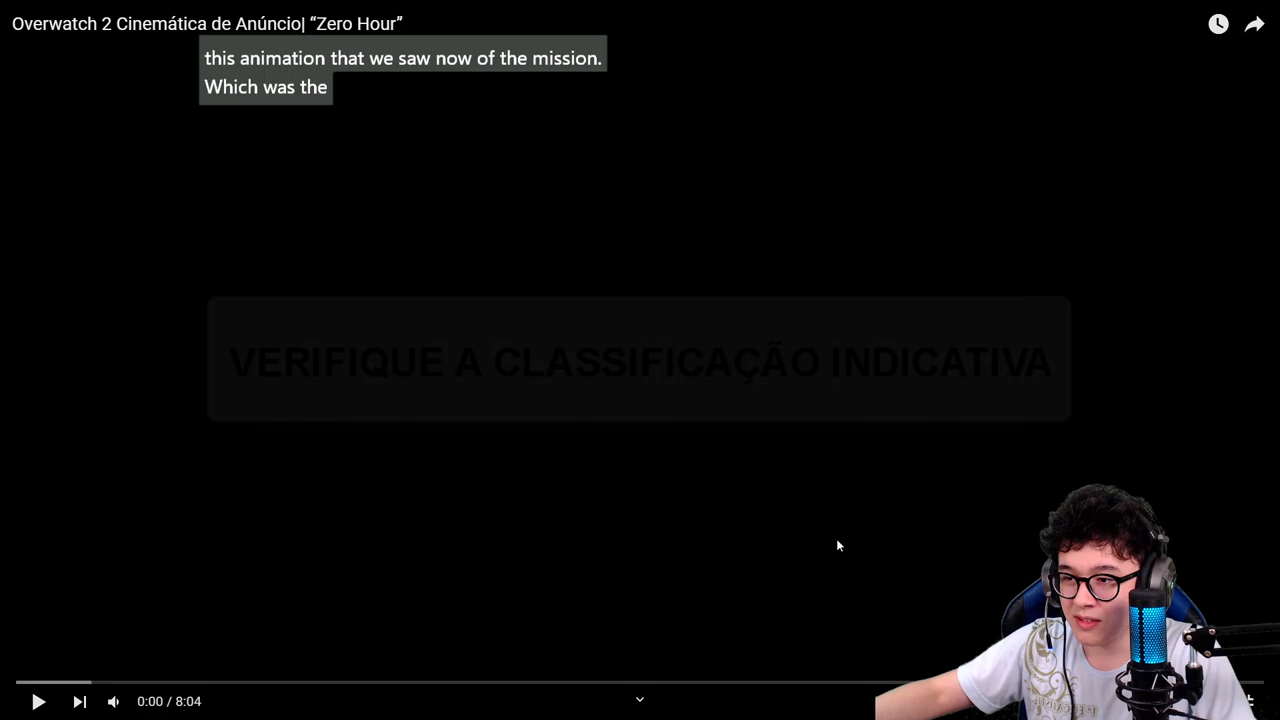 Overwatch 2 Cinemática de Anúncio| “Zero Hour”
this animation that we saw now of the mission.
Which was the
VERIFIQUE A CLASSIFICAÇÃO INDICATIVA
0:00 / 8:04